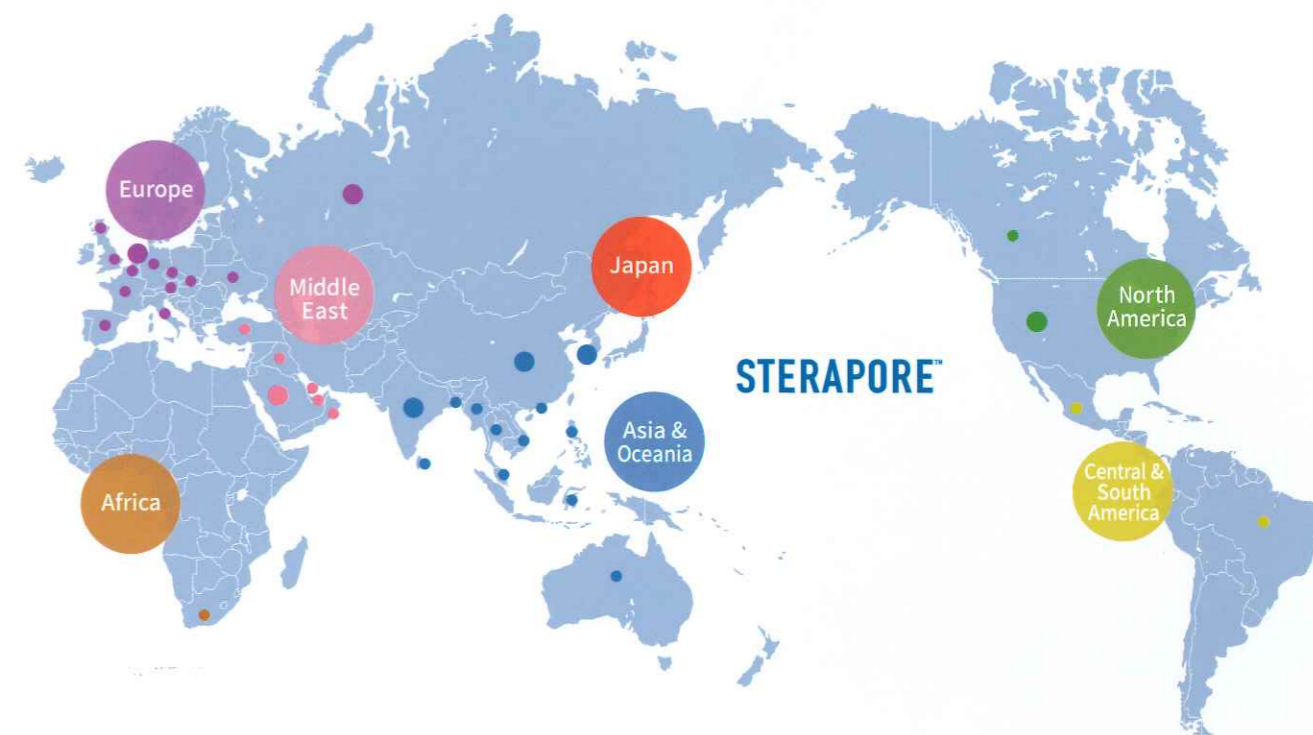 Europe
Middle
East
Japan
North
America
STERAPORE™
Asia &
Oceania
Central &
South
America
Africa